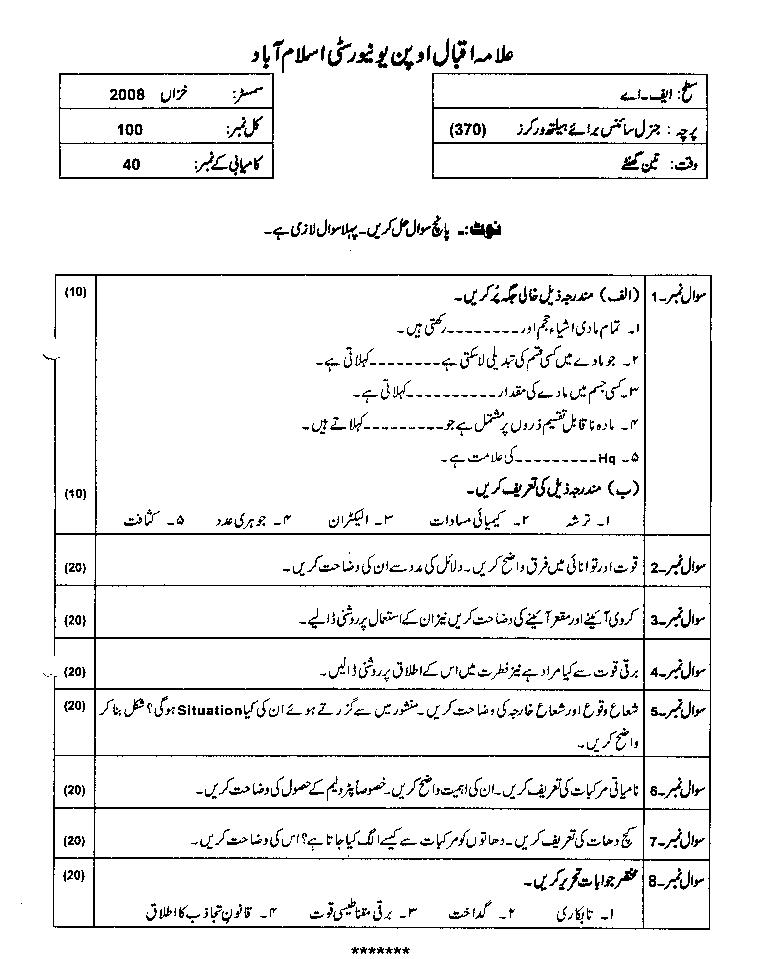 علامہ اقبال اوپن یونیورسٹی اسلام آباد
سطح: ایف۔اے
سمسٹر: خزاں 2008
پرچہ: جنرل سائنس برائے ہیلتھ ورکرز (370)
کل نمبر: 100
وقت: تین گھنٹے
کامیابی کے نمبر: 40
نوٹ:۔ پانچ سوال حل کریں۔ پہلا سوال لازمی ہے۔
سوال نمبر۔1 (الف) مندرجہ ذیل خالی جگہ پُر کریں۔ (10)
۱۔ تمام مادی اشیاء حجم اور --------- رکھتی ہیں۔
۲۔ جو مادے میں کسی قسم کی تبدیلی لا سکتی ہے --------- کہلاتی ہے۔
۳۔ کسی جسم میں مادے کی مقدار ---------- کہلاتی ہے۔
۴۔ مادہ ناقابل تقسیم ذروں پر مشتمل ہے جو --------- کہلاتے ہیں۔
۵۔ Hq --------- کی علامت ہے۔
(ب) مندرجہ ذیل کی تعریف کریں۔ (10)
۱۔ ترشہ ۲۔ کیمیائی مساوات ۳۔ الیکٹران ۴۔ جوہری عدد ۵۔ کثافت
سوال نمبر۔2 قوت اور توانائی میں فرق واضح کریں۔ دلائل کی مدد سے ان کی وضاحت کریں۔ (20)
سوال نمبر۔3 کروی آئینے اور مقعر آئینے کی وضاحت کریں نیز ان کے استعمال پر روشنی ڈالیے۔ (20)
سوال نمبر۔4 برقی قوت سے کیا مراد ہے نیز فطرت میں اس کے اطلاق پر روشنی ڈالیں۔ (20)
سوال نمبر۔5 شعاع وقوع اور شعاع خارجہ کی وضاحت کریں۔ منشور میں سے گزرتے ہوئے ان کی کیا Situation ہوگی؟ شکل بنا کر (20)
واضح کریں۔
سوال نمبر۔6 نامیاتی مرکبات کی تعریف کریں۔ ان کی اہمیت واضح کریں۔ خصوصاً پٹرولیم کے حصول کی وضاحت کریں۔ (20)
سوال نمبر۔7 کچ دھات کی تعریف کریں۔ دھاتوں کو مرکبات سے کیسے الگ کیا جاتا ہے؟ اس کی وضاحت کریں۔ (20)
سوال نمبر۔8 مختصر جوابات تحریر کریں۔ (20)
۱۔ تابکاری ۲۔ گداخت ۳۔ برقی مقناطیسی قوت ۴۔ قانون تجاذب کا اطلاق
*******